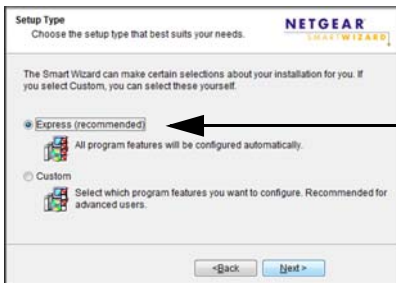 Setup Type
Choose the setup type that best suits your needs.
NETGEAR
SMARTWIZARD
The Smart Wizard can make certain selections about your installation for you. If
you select Custom, you can select these yourself.
Express (recommended)
All program features will be configured automatically.
Custom
Select which program features you want to configure. Recommended for
advanced users.
<Back
Next >